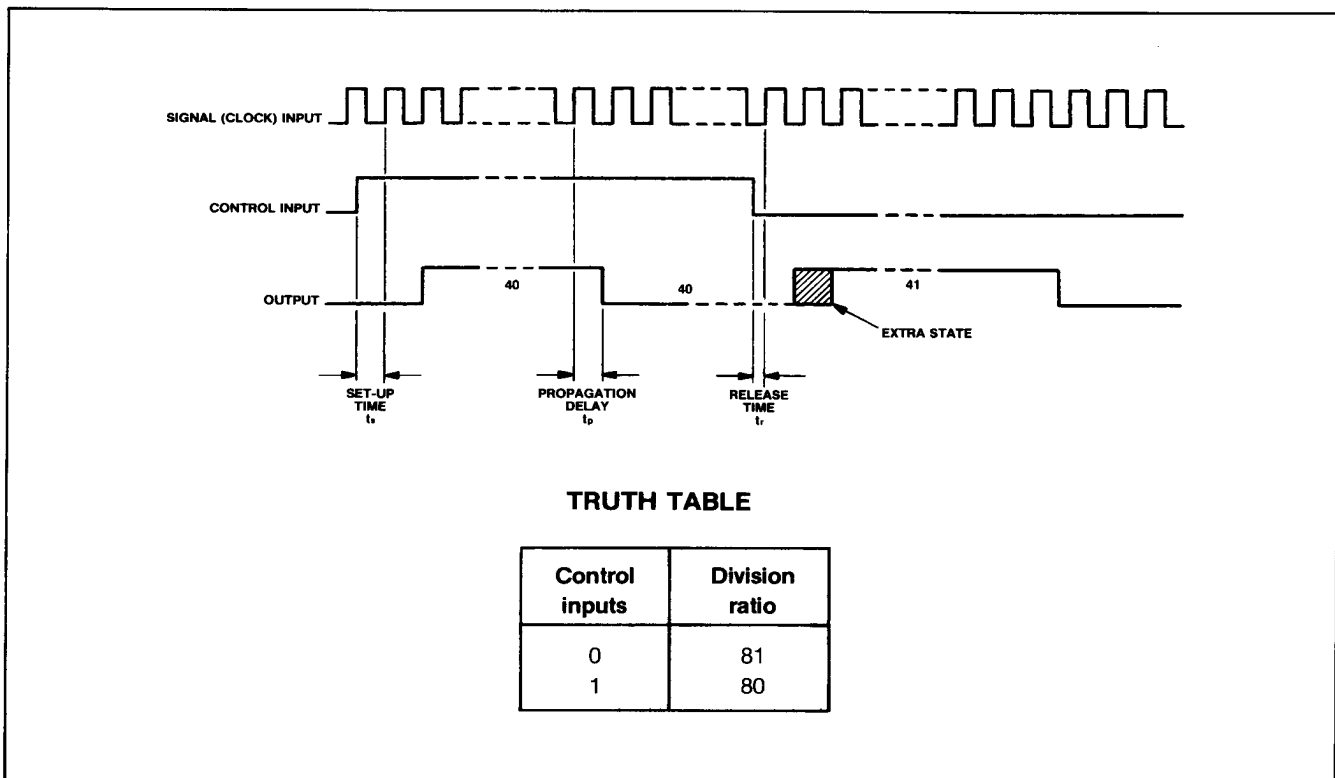 SIGNAL (CLOCK) INPUT
CONTROL INPUT
OUTPUT
40
40
41
EXTRA STATE
SET-UP
TIME
ts
PROPAGATION
DELAY
tp
RELEASE
TIME
tr
TRUTH TABLE
Control
inputs
Division
ratio
0
81
1
80